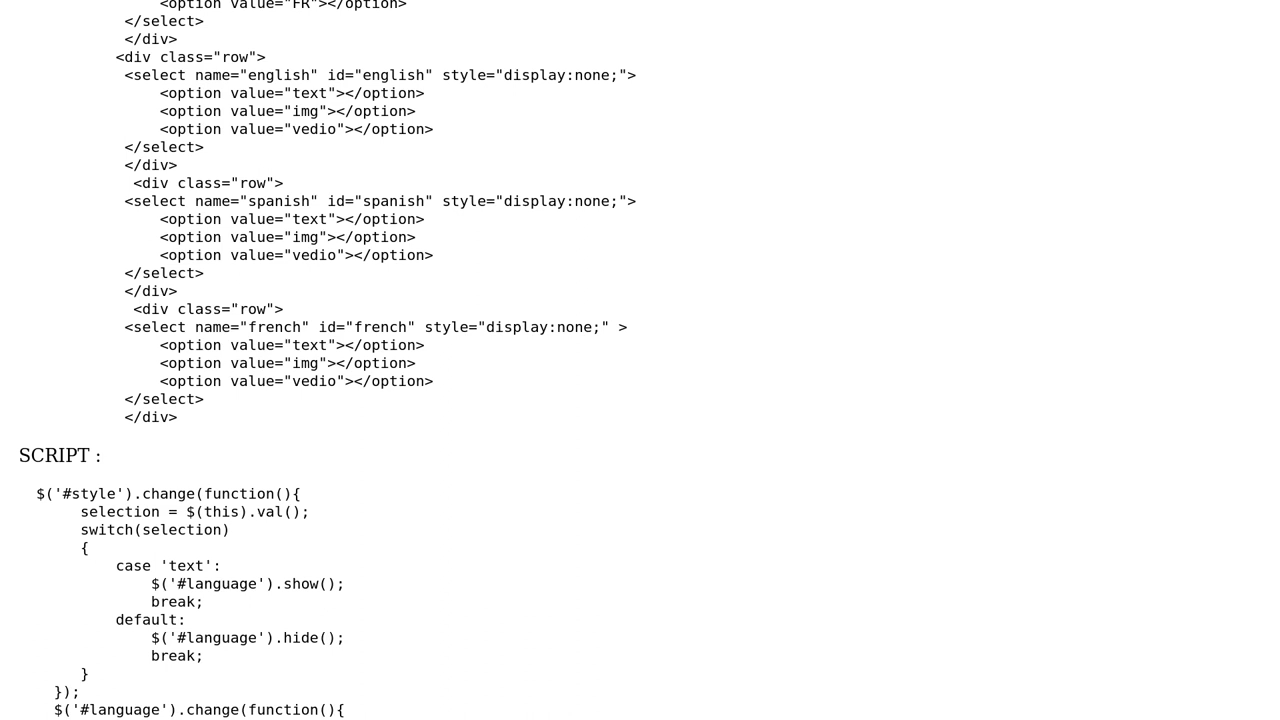 <option value="FR"></option>
</select>
</div>
<div class="row">
<select name="english" id="english" style="display:none;">
<option value="text"></option>
<option value="img"></option>
<option value="vedio"></option>
</select>
</div>
<div class="row">
<select name="spanish" id="spanish" style="display:none;">
<option value="text"></option>
<option value="img"></option>
<option value="vedio"></option>
</select>
</div>
<div class="row">
<select name="french" id="french" style="display:none;" >
<option value="text"></option>
<option value="img"></option>
<option value="vedio"></option>
</select>
</div>
SCRIPT :
$('#style').change(function(){
selection = $(this).val();
switch(selection)
{
case 'text':
$('#language').show();
break;
default:
$('#language').hide();
break;
}
});
$('#language').change(function(){